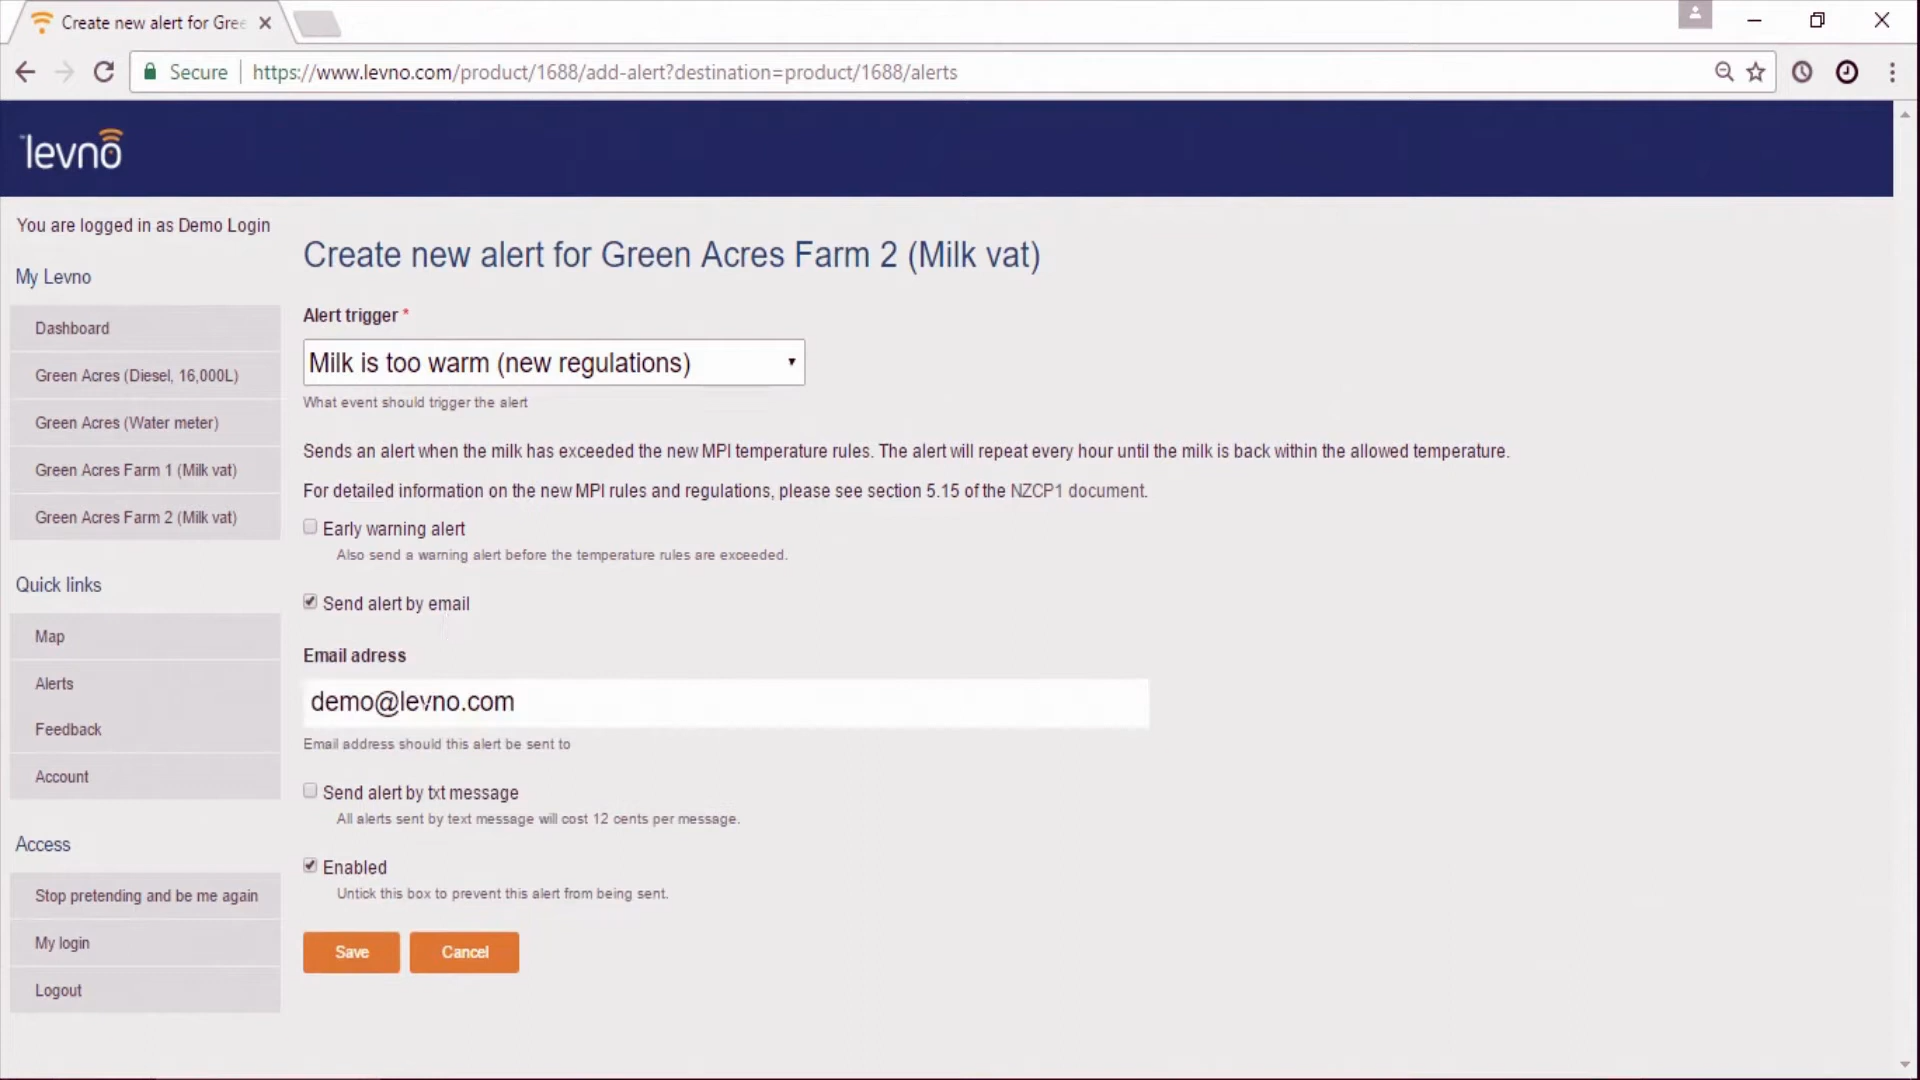 Create new alert for Gree
Secure
https://www.levno.com/product/1688/add-alert?destination=product/1688/alerts
levno
You are logged in as Demo Login
My Levno
Dashboard
Green Acres (Diesel, 16,000L)
Green Acres (Water meter)
Green Acres Farm 1 (Milk vat)
Green Acres Farm 2 (Milk vat)
Quick links
Map
Alerts
Feedback
Account
Access
Stop pretending and be me again
My login
Logout
Create new alert for Green Acres Farm 2 (Milk vat)
Alert trigger *
Milk is too warm (new regulations)
What event should trigger the alert
Sends an alert when the milk has exceeded the new MPI temperature rules. The alert will repeat every hour until the milk is back within the allowed temperature.
For detailed information on the new MPI rules and regulations, please see section 5.15 of the NZCP1 document.
Early warning alert
Also send a warning alert before the temperature rules are exceeded.
Send alert by email
Email adress
demo@levno.com
Email address should this alert be sent to
Send alert by txt message
All alerts sent by text message will cost 12 cents per message.
Enabled
Untick this box to prevent this alert from being sent.
Save
Cancel